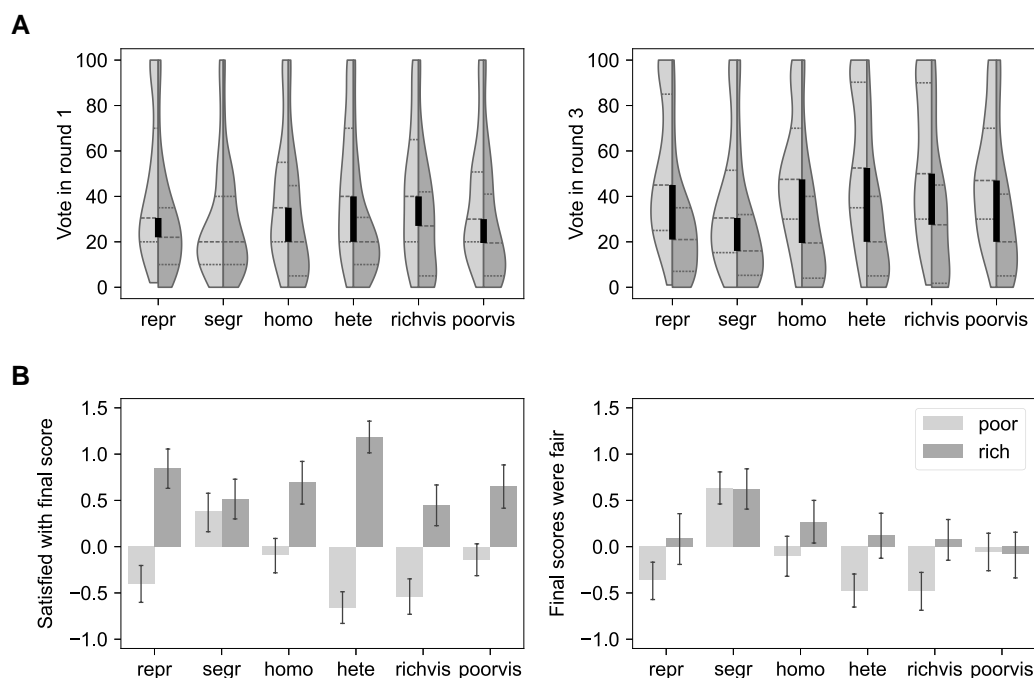 A
Vote in round 1
100
80
60
40
20
0
repr segr homo hete richvis poorvis
Vote in round 3
100
80
60
40
20
0
repr segr homo hete richvis poorvis
B
Satisfied with final score
1.5
1.0
0.5
0.0
−0.5
−1.0
repr segr homo hete richvis poorvis
Final scores were fair
1.5
1.0
0.5
0.0
−0.5
−1.0
repr segr homo hete richvis poorvis
poor
rich